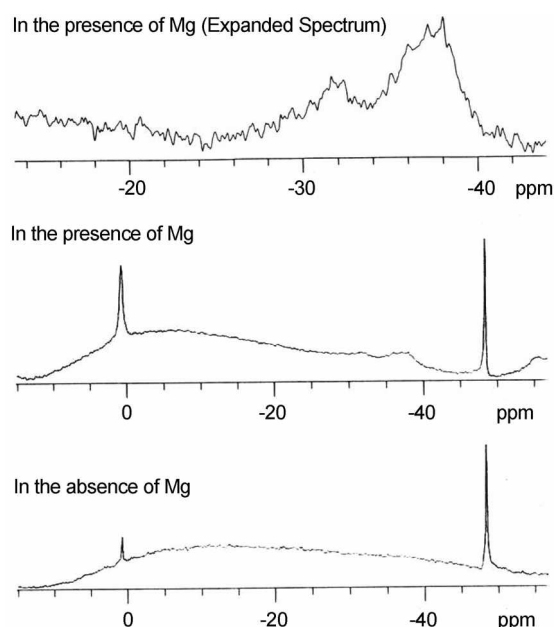 In the presence of Mg (Expanded Spectrum)
-20 -30 -40 ppm
In the presence of Mg
0 -20 -40 ppm
In the absence of Mg
0 -20 -40 ppm